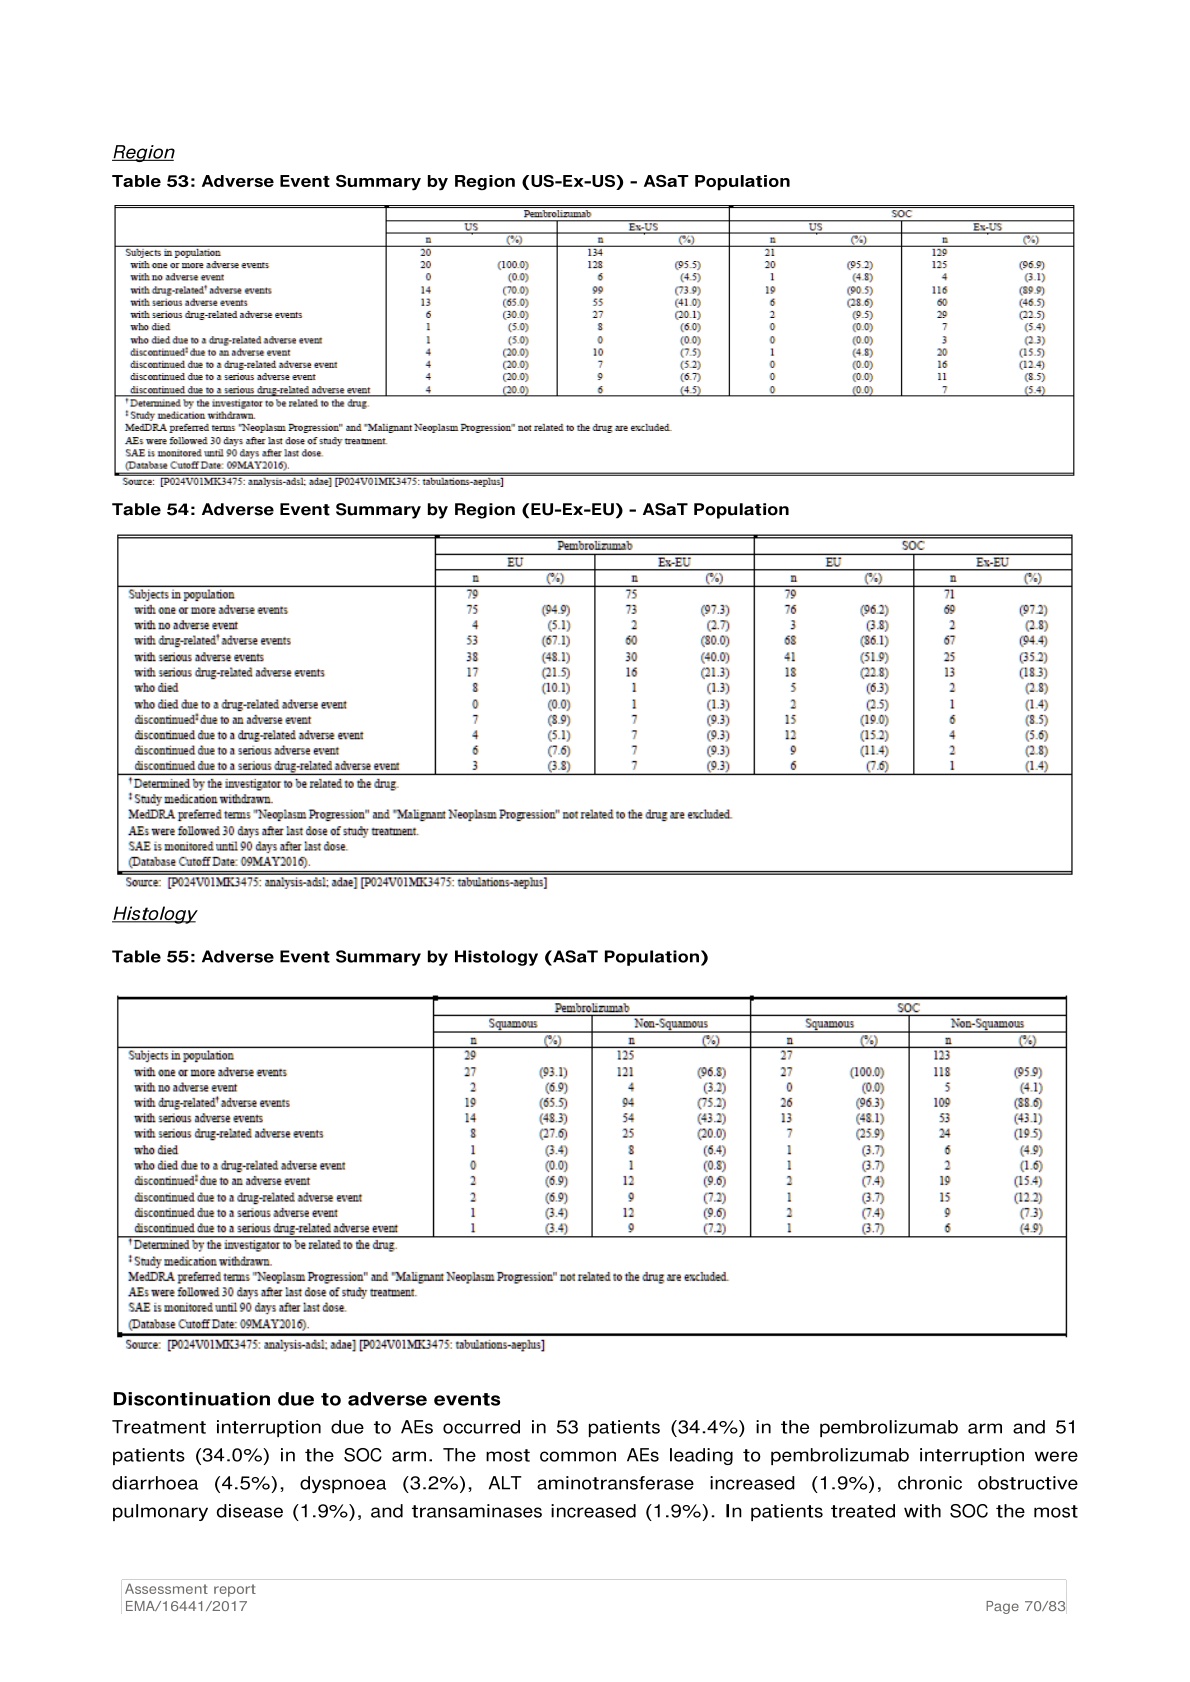 Region
Table 53: Adverse Event Summary by Region (US-Ex-US) - ASaT Population
Pembrolizumab SOC
US Ex-US US Ex-US
n (%) n (%) n (%) n (%)
Subjects in population 20 134 21 129
with one or more adverse events 20 (100.0) 128 (95.5) 20 (95.2) 125 (96.9)
with no adverse event 0 (0.0) 6 (4.5) 1 (4.8) 4 (3.1)
with drug-related† adverse events 14 (70.0) 99 (73.9) 19 (90.5) 116 (89.9)
with serious adverse events 13 (65.0) 55 (41.0) 6 (28.6) 60 (46.5)
with serious drug-related adverse events 6 (30.0) 27 (20.1) 2 (9.5) 29 (22.5)
who died 1 (5.0) 8 (6.0) 0 (0.0) 7 (5.4)
who died due to a drug-related adverse event 1 (5.0) 0 (0.0) 0 (0.0) 3 (2.3)
discontinued‡ due to an adverse event 4 (20.0) 10 (7.5) 1 (4.8) 20 (15.5)
discontinued due to a drug-related adverse event 4 (20.0) 7 (5.2) 0 (0.0) 16 (12.4)
discontinued due to a serious adverse event 4 (20.0) 9 (6.7) 0 (0.0) 11 (8.5)
discontinued due to a serious drug-related adverse event 4 (20.0) 6 (4.5) 0 (0.0) 7 (5.4)
† Determined by the investigator to be related to the drug.
‡ Study medication withdrawn.
MedDRA preferred terms "Neoplasm Progression" and "Malignant Neoplasm Progression" not related to the drug are excluded.
AEs were followed 30 days after last dose of study treatment.
SAE is monitored until 90 days after last dose.
(Database Cutoff Date: 09MAY2016).
Source: [P024V01MK3475: analysis-adsl; adae] [P024V01MK3475: tabulations-aeplus]
Table 54: Adverse Event Summary by Region (EU-Ex-EU) - ASaT Population
Pembrolizumab SOC
EU Ex-EU EU Ex-EU
n (%) n (%) n (%) n (%)
Subjects in population 79 75 79 71
with one or more adverse events 75 (94.9) 73 (97.3) 76 (96.2) 69 (97.2)
with no adverse event 4 (5.1) 2 (2.7) 3 (3.8) 2 (2.8)
with drug-related† adverse events 53 (67.1) 60 (80.0) 68 (86.1) 67 (94.4)
with serious adverse events 38 (48.1) 30 (40.0) 41 (51.9) 25 (35.2)
with serious drug-related adverse events 17 (21.5) 16 (21.3) 18 (22.8) 13 (18.3)
who died 8 (10.1) 1 (1.3) 5 (6.3) 2 (2.8)
who died due to a drug-related adverse event 0 (0.0) 1 (1.3) 2 (2.5) 1 (1.4)
discontinued‡ due to an adverse event 7 (8.9) 7 (9.3) 15 (19.0) 6 (8.5)
discontinued due to a drug-related adverse event 4 (5.1) 7 (9.3) 12 (15.2) 4 (5.6)
discontinued due to a serious adverse event 6 (7.6) 7 (9.3) 9 (11.4) 2 (2.8)
discontinued due to a serious drug-related adverse event 3 (3.8) 7 (9.3) 6 (7.6) 1 (1.4)
† Determined by the investigator to be related to the drug.
‡ Study medication withdrawn.
MedDRA preferred terms "Neoplasm Progression" and "Malignant Neoplasm Progression" not related to the drug are excluded.
AEs were followed 30 days after last dose of study treatment.
SAE is monitored until 90 days after last dose.
(Database Cutoff Date: 09MAY2016).
Source: [P024V01MK3475: analysis-adsl; adae] [P024V01MK3475: tabulations-aeplus]
Histology
Table 55: Adverse Event Summary by Histology (ASaT Population)
Pembrolizumab SOC
Squamous Non-Squamous Squamous Non-Squamous
n (%) n (%) n (%) n (%)
Subjects in population 29 125 27 123
with one or more adverse events 27 (93.1) 121 (96.8) 27 (100.0) 118 (95.9)
with no adverse event 2 (6.9) 4 (3.2) 0 (0.0) 5 (4.1)
with drug-related† adverse events 19 (65.5) 94 (75.2) 26 (96.3) 109 (88.6)
with serious adverse events 14 (48.3) 54 (43.2) 13 (48.1) 53 (43.1)
with serious drug-related adverse events 8 (27.6) 25 (20.0) 7 (25.9) 24 (19.5)
who died 1 (3.4) 8 (6.4) 1 (3.7) 6 (4.9)
who died due to a drug-related adverse event 0 (0.0) 1 (0.8) 1 (3.7) 2 (1.6)
discontinued‡ due to an adverse event 2 (6.9) 12 (9.6) 2 (7.4) 19 (15.4)
discontinued due to a drug-related adverse event 2 (6.9) 9 (7.2) 1 (3.7) 15 (12.2)
discontinued due to a serious adverse event 1 (3.4) 12 (9.6) 2 (7.4) 9 (7.3)
discontinued due to a serious drug-related adverse event 1 (3.4) 9 (7.2) 1 (3.7) 6 (4.9)
† Determined by the investigator to be related to the drug.
‡ Study medication withdrawn.
MedDRA preferred terms "Neoplasm Progression" and "Malignant Neoplasm Progression" not related to the drug are excluded.
AEs were followed 30 days after last dose of study treatment.
SAE is monitored until 90 days after last dose.
(Database Cutoff Date: 09MAY2016).
Source: [P024V01MK3475: analysis-adsl; adae] [P024V01MK3475: tabulations-aeplus]
Discontinuation due to adverse events
Treatment interruption due to AEs occurred in 53 patients (34.4%) in the pembrolizumab arm and 51
patients (34.0%) in the SOC arm. The most common AEs leading to pembrolizumab interruption were
diarrhoea (4.5%), dyspnoea (3.2%), ALT aminotransferase increased (1.9%), chronic obstructive
pulmonary disease (1.9%), and transaminases increased (1.9%). In patients treated with SOC the most
Assessment report
EMA/16441/2017 Page 70/83